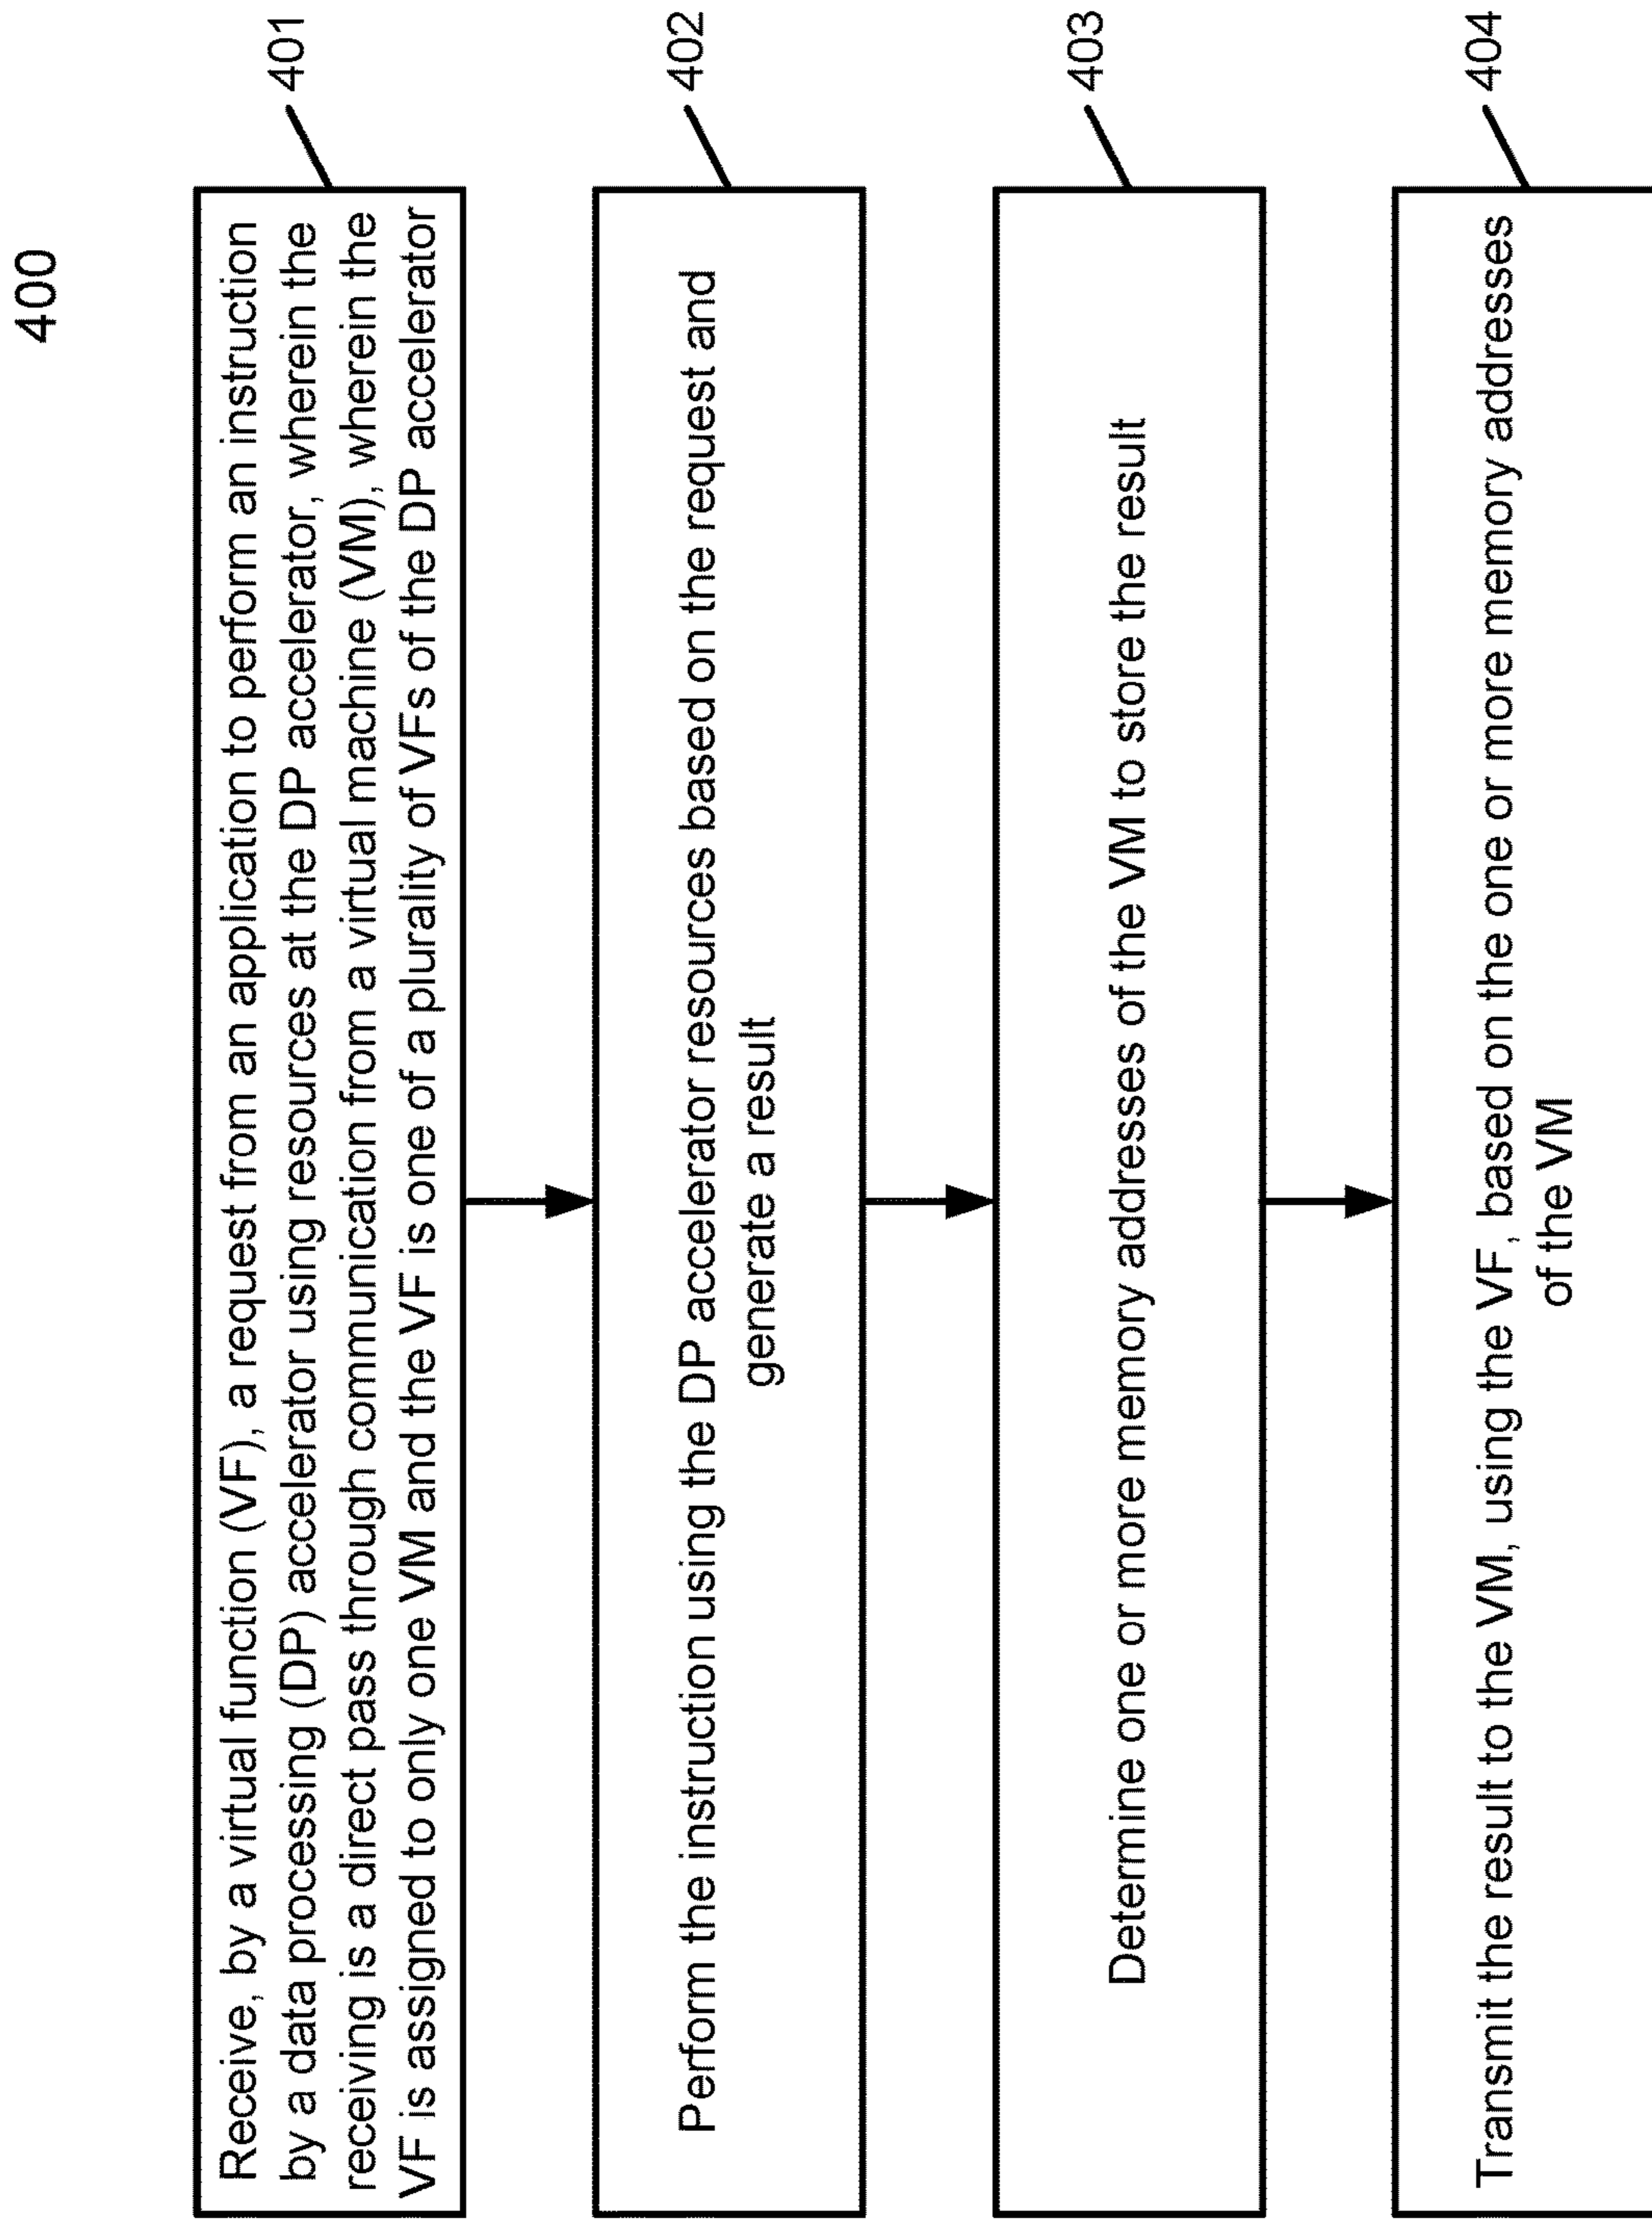 400
Receive, by a virtual function (VF), a request from an application to perform an instruction
by a data processing (DP) accelerator using resources at the DP accelerator, wherein the
receiving is a direct pass through communication from a virtual machine (VM), wherein the
VF is assigned to only one VM and the VF is one of a plurality of VFs of the DP accelerator
401
Perform the instruction using the DP accelerator resources based on the request and
generate a result
402
Determine one or more memory addresses of the VM to store the result
403
Transmit the result to the VM, using the VF, based on the one or more memory addresses
of the VM
404